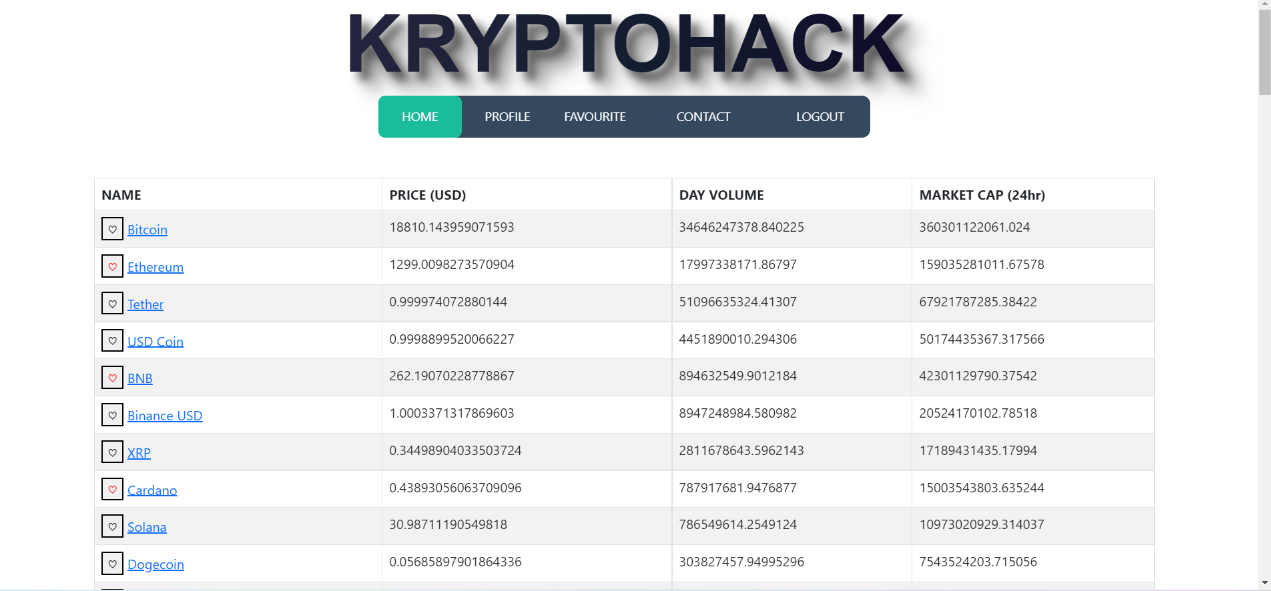 KRYPTOHACK
HOME PROFILE FAVOURITE CONTACT LOGOUT
NAME PRICE (USD) DAY VOLUME MARKET CAP (24hr)
Bitcoin 18810.143959071593 34646247378.840225 360301122061.024
Ethereum 1299.0098273570904 17997338171.86797 159035281011.67578
Tether 0.999974072880144 51096635324.41307 67921787285.38422
USD Coin 0.9998899520066227 4451890010.294306 50174435367.317566
BNB 262.19070228778867 894632549.9012184 42301129790.37542
Binance USD 1.0003371317869603 8947248984.580982 20524170102.78518
XRP 0.34498904033503724 2811678643.5962143 17189431435.17994
Cardano 0.43893056063709096 787917681.9476877 15003543803.635244
Solana 30.98711190549818 786549614.2549124 10973020929.314037
Dogecoin 0.05685897901864336 303827457.94995296 7543524203.715056